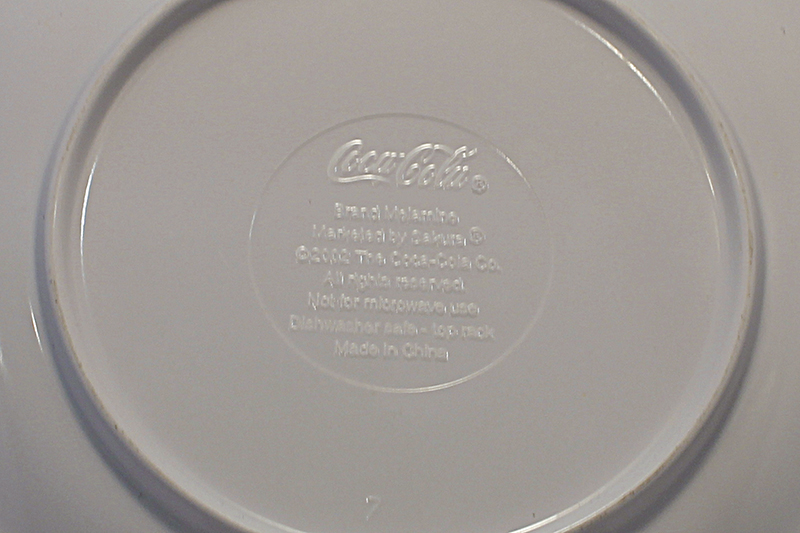 Coca-Cola®
Brand Melamine
Marketed by Sakura®
©2002 The Coca-Cola Co.
All rights reserved.
Not for microwave use
Dishwasher safe - top rack
Made in China
7